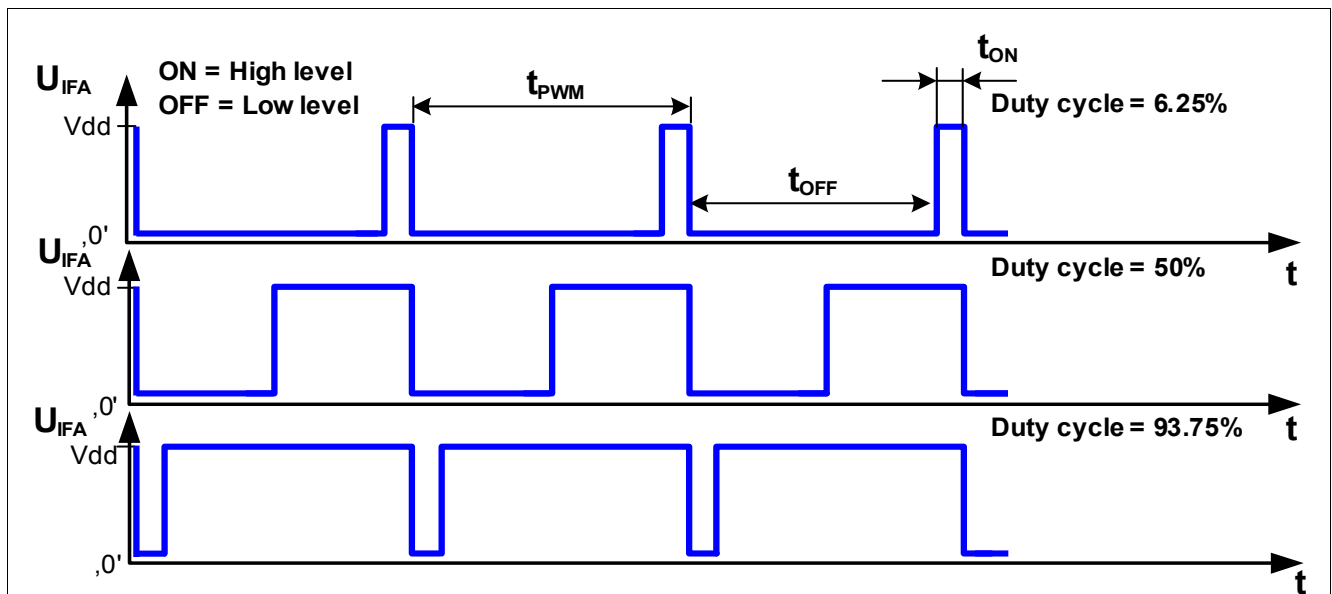 t_ON
U_IFA
ON = High level
OFF = Low level
t_PWM
Duty cycle = 6.25%
Vdd
t_OFF
,0'
t
U_IFA
Duty cycle = 50%
Vdd
,0'
t
U_IFA
Duty cycle = 93.75%
Vdd
,0'
t